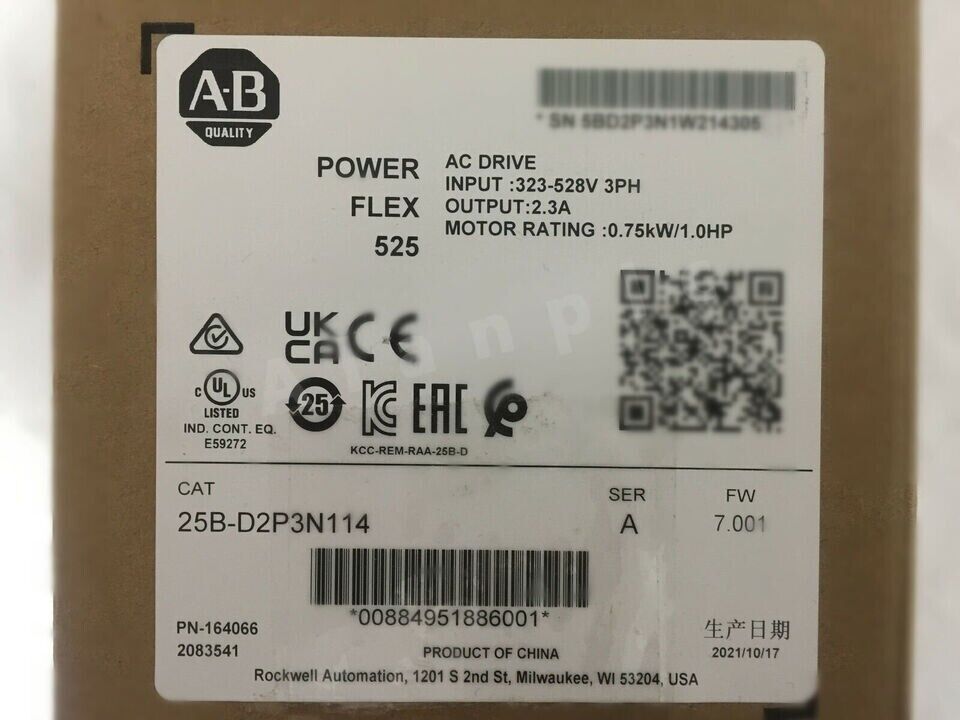 A-B
QUALITY
* SN 5BD2P3N1W214305
POWER
FLEX
525
AC DRIVE
INPUT :323-528V 3PH
OUTPUT:2.3A
MOTOR RATING :0.75kW/1.0HP
UK
CA
CE
C UL US
LISTED
IND. CONT. EQ.
E59272
25
EAC
KCC-REM-RAA-25B-D
CAT
25B-D2P3N114
SER
A
FW
7.001
*00884951886001*
PN-164066
2083541
生产日期
2021/10/17
PRODUCT OF CHINA
Rockwell Automation, 1201 S 2nd St, Milwaukee, WI 53204, USA